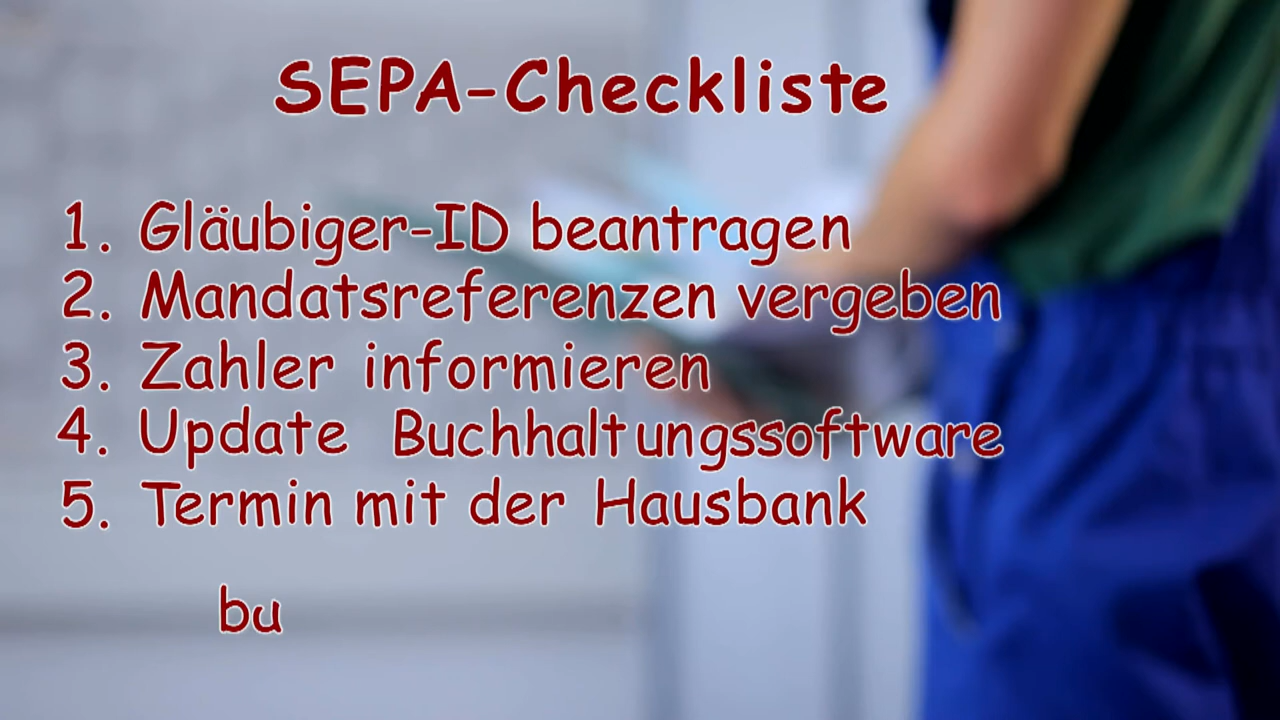 SEPA-Checkliste
1. Gläubiger-ID beantragen
2. Mandatsreferenzen vergeben
3. Zahler informieren
4. Update Buchhaltungssoftware
5. Termin mit der Hausbank
bu